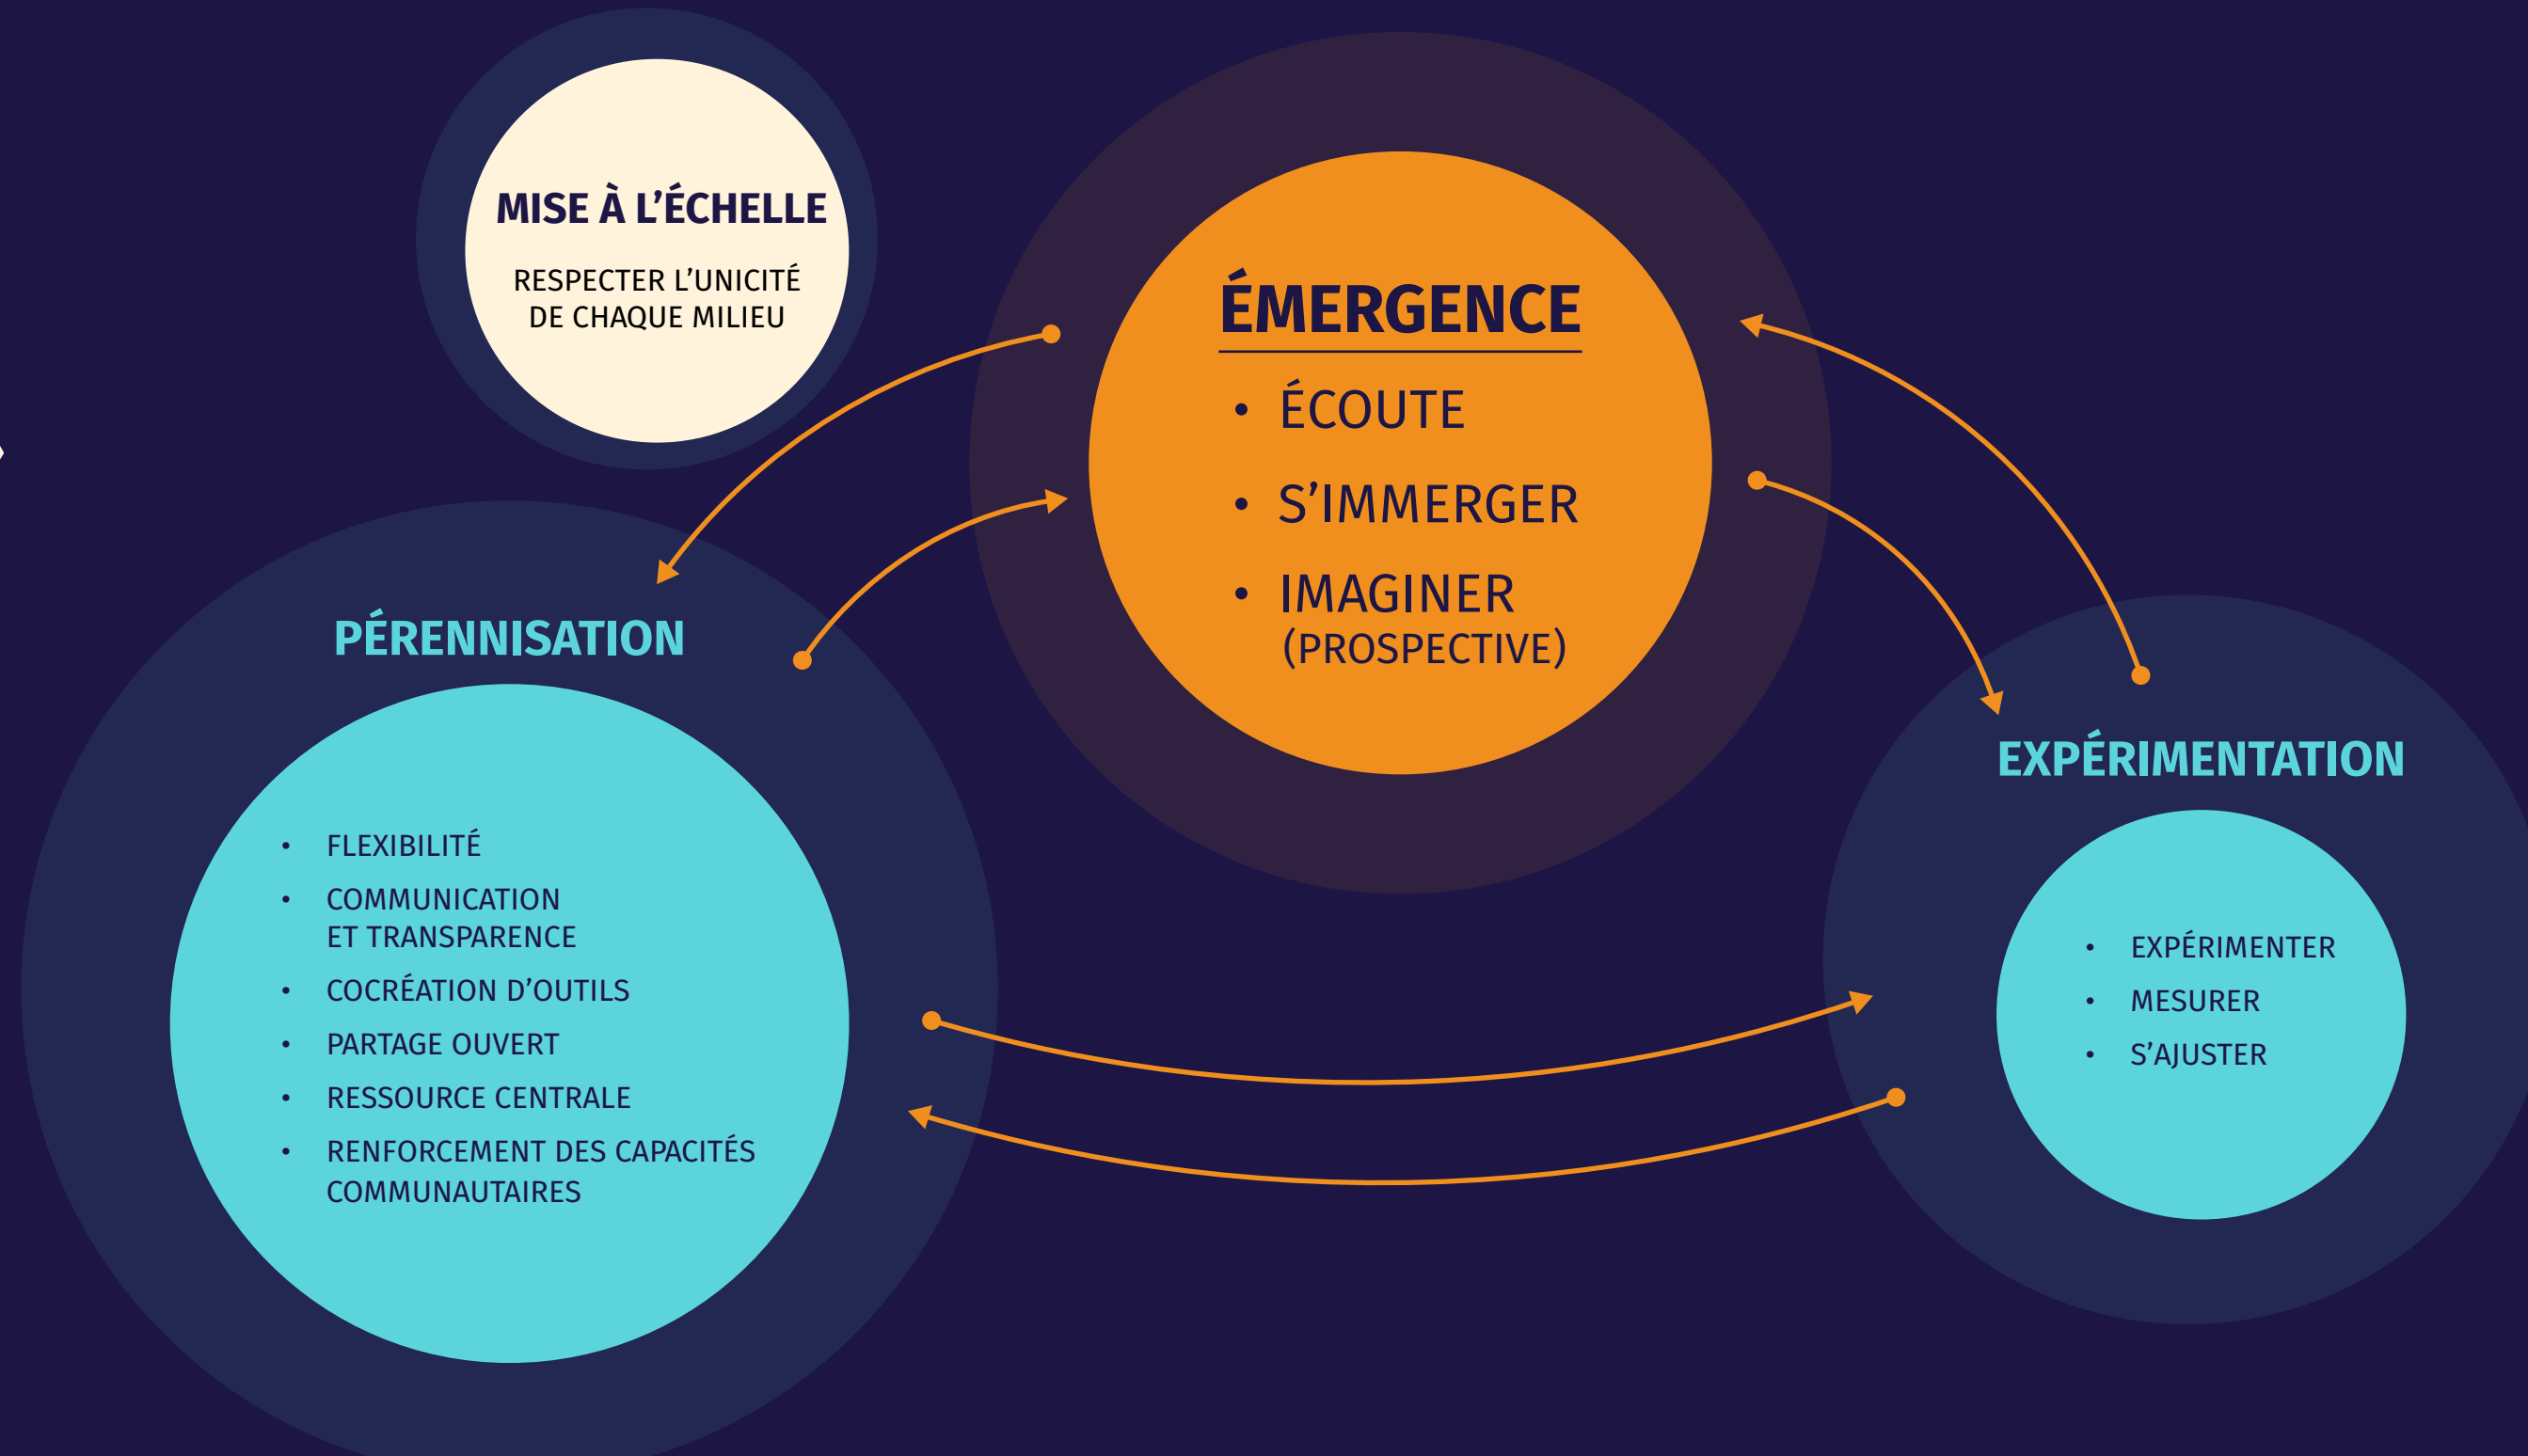 MISE À L’ÉCHELLE
RESPECTER L’UNICITÉ
DE CHAQUE MILIEU
ÉMERGENCE
• ÉCOUTE
• S’IMMERGER
• IMAGINER
(PROSPECTIVE)
PÉRENNISATION
• FLEXIBILITÉ
• COMMUNICATION
ET TRANSPARENCE
• COCRÉATION D’OUTILS
• PARTAGE OUVERT
• RESSOURCE CENTRALE
• RENFORCEMENT DES CAPACITÉS
COMMUNAUTAIRES
EXPÉRIMENTATION
• EXPÉRIMENTER
• MESURER
• S’AJUSTER